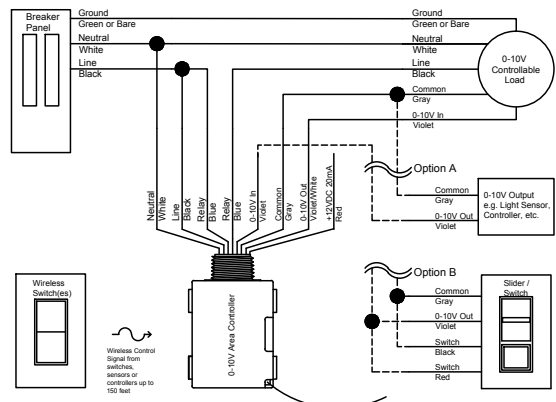 Breaker
Panel
Ground
Green or Bare
Neutral
White
Line
Black
Ground
Green or Bare
Neutral
White
Line
Black
Common
Gray
0-10V In
Violet
0-10V
Controllable
Load
Neutral
White
Line
Black
Relay
Blue
Relay
Blue
0-10V In
Violet
Common
Gray
0-10V Out
Violet/White
+12VDC 20mA
Red
Option A
Common
Gray
0-10V Out
Violet
0-10V Output
e.g. Light Sensor,
Controller, etc.
Wireless
Switch(es)
Wireless Control
Signal from
switches,
sensors or
controllers up to
150 feet
0-10V Area Controller
Option B
Common
Gray
0-10V Out
Violet
Switch
Black
Switch
Red
Slider /
Switch